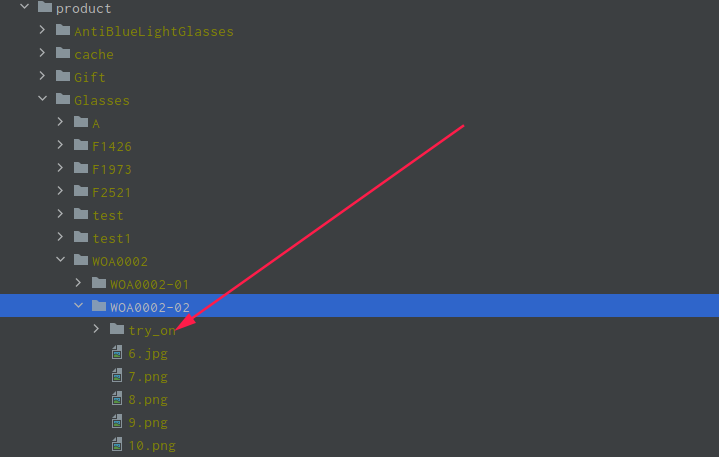 product
AntiBlueLightGlasses
cache
Gift
Glasses
A
F1426
F1973
F2521
test
test1
WOA0002
WOA0002-01
WOA0002-02
try_on
6.jpg
7.png
8.png
9.png
10.png